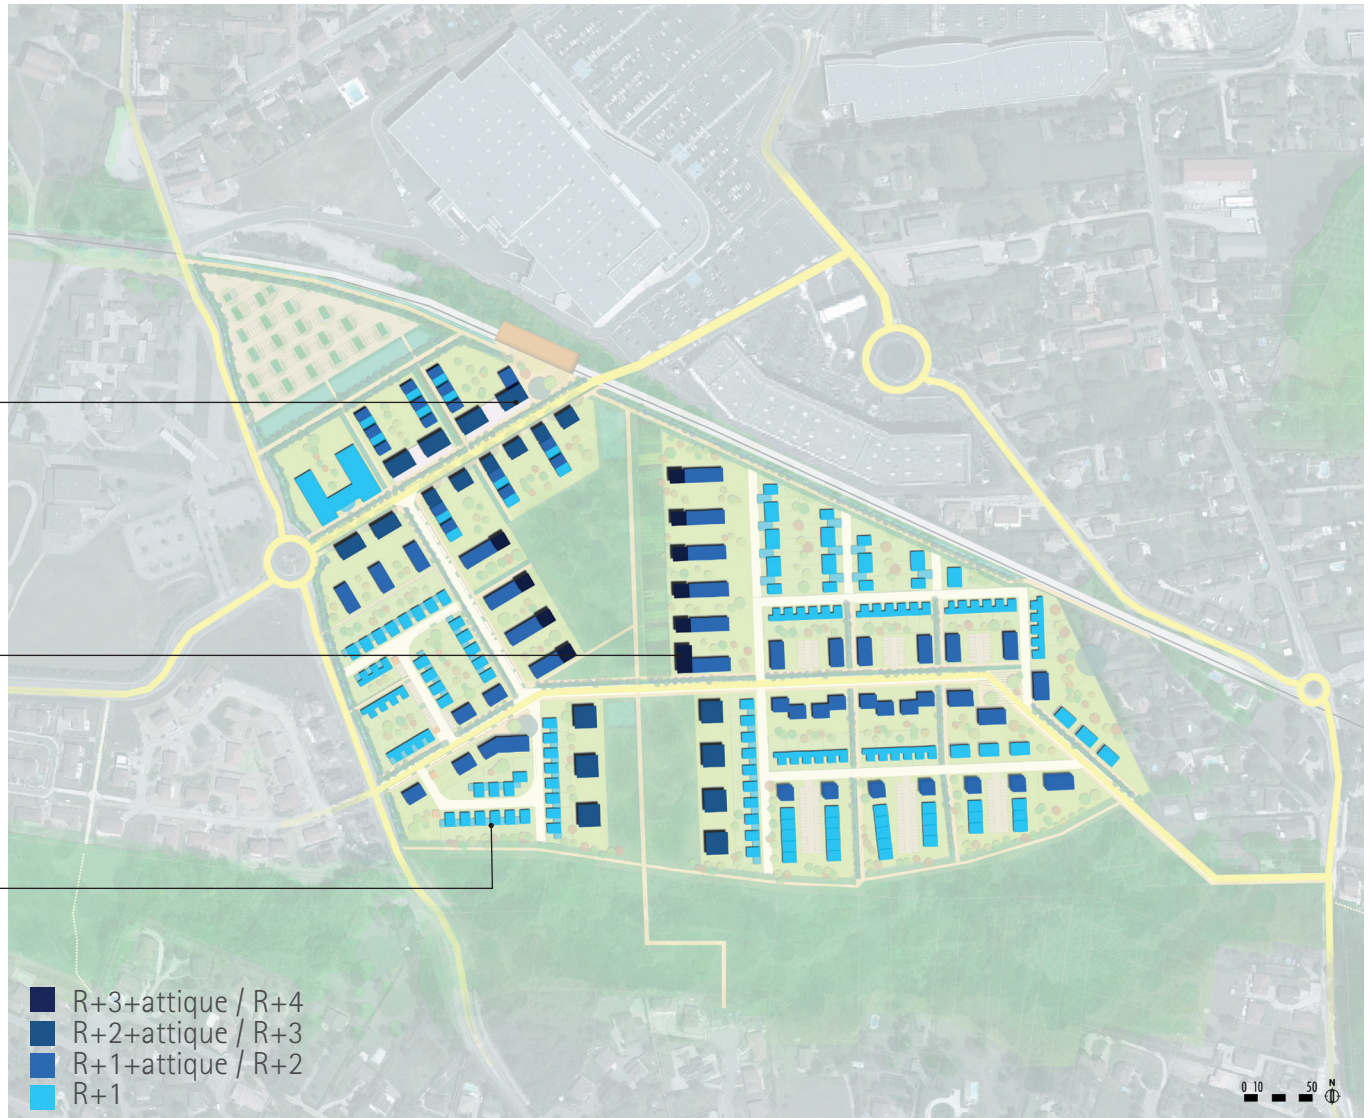 R+3+attique / R+4
R+2+attique / R+3
R+1+attique / R+2
R+1
0 10 50 N